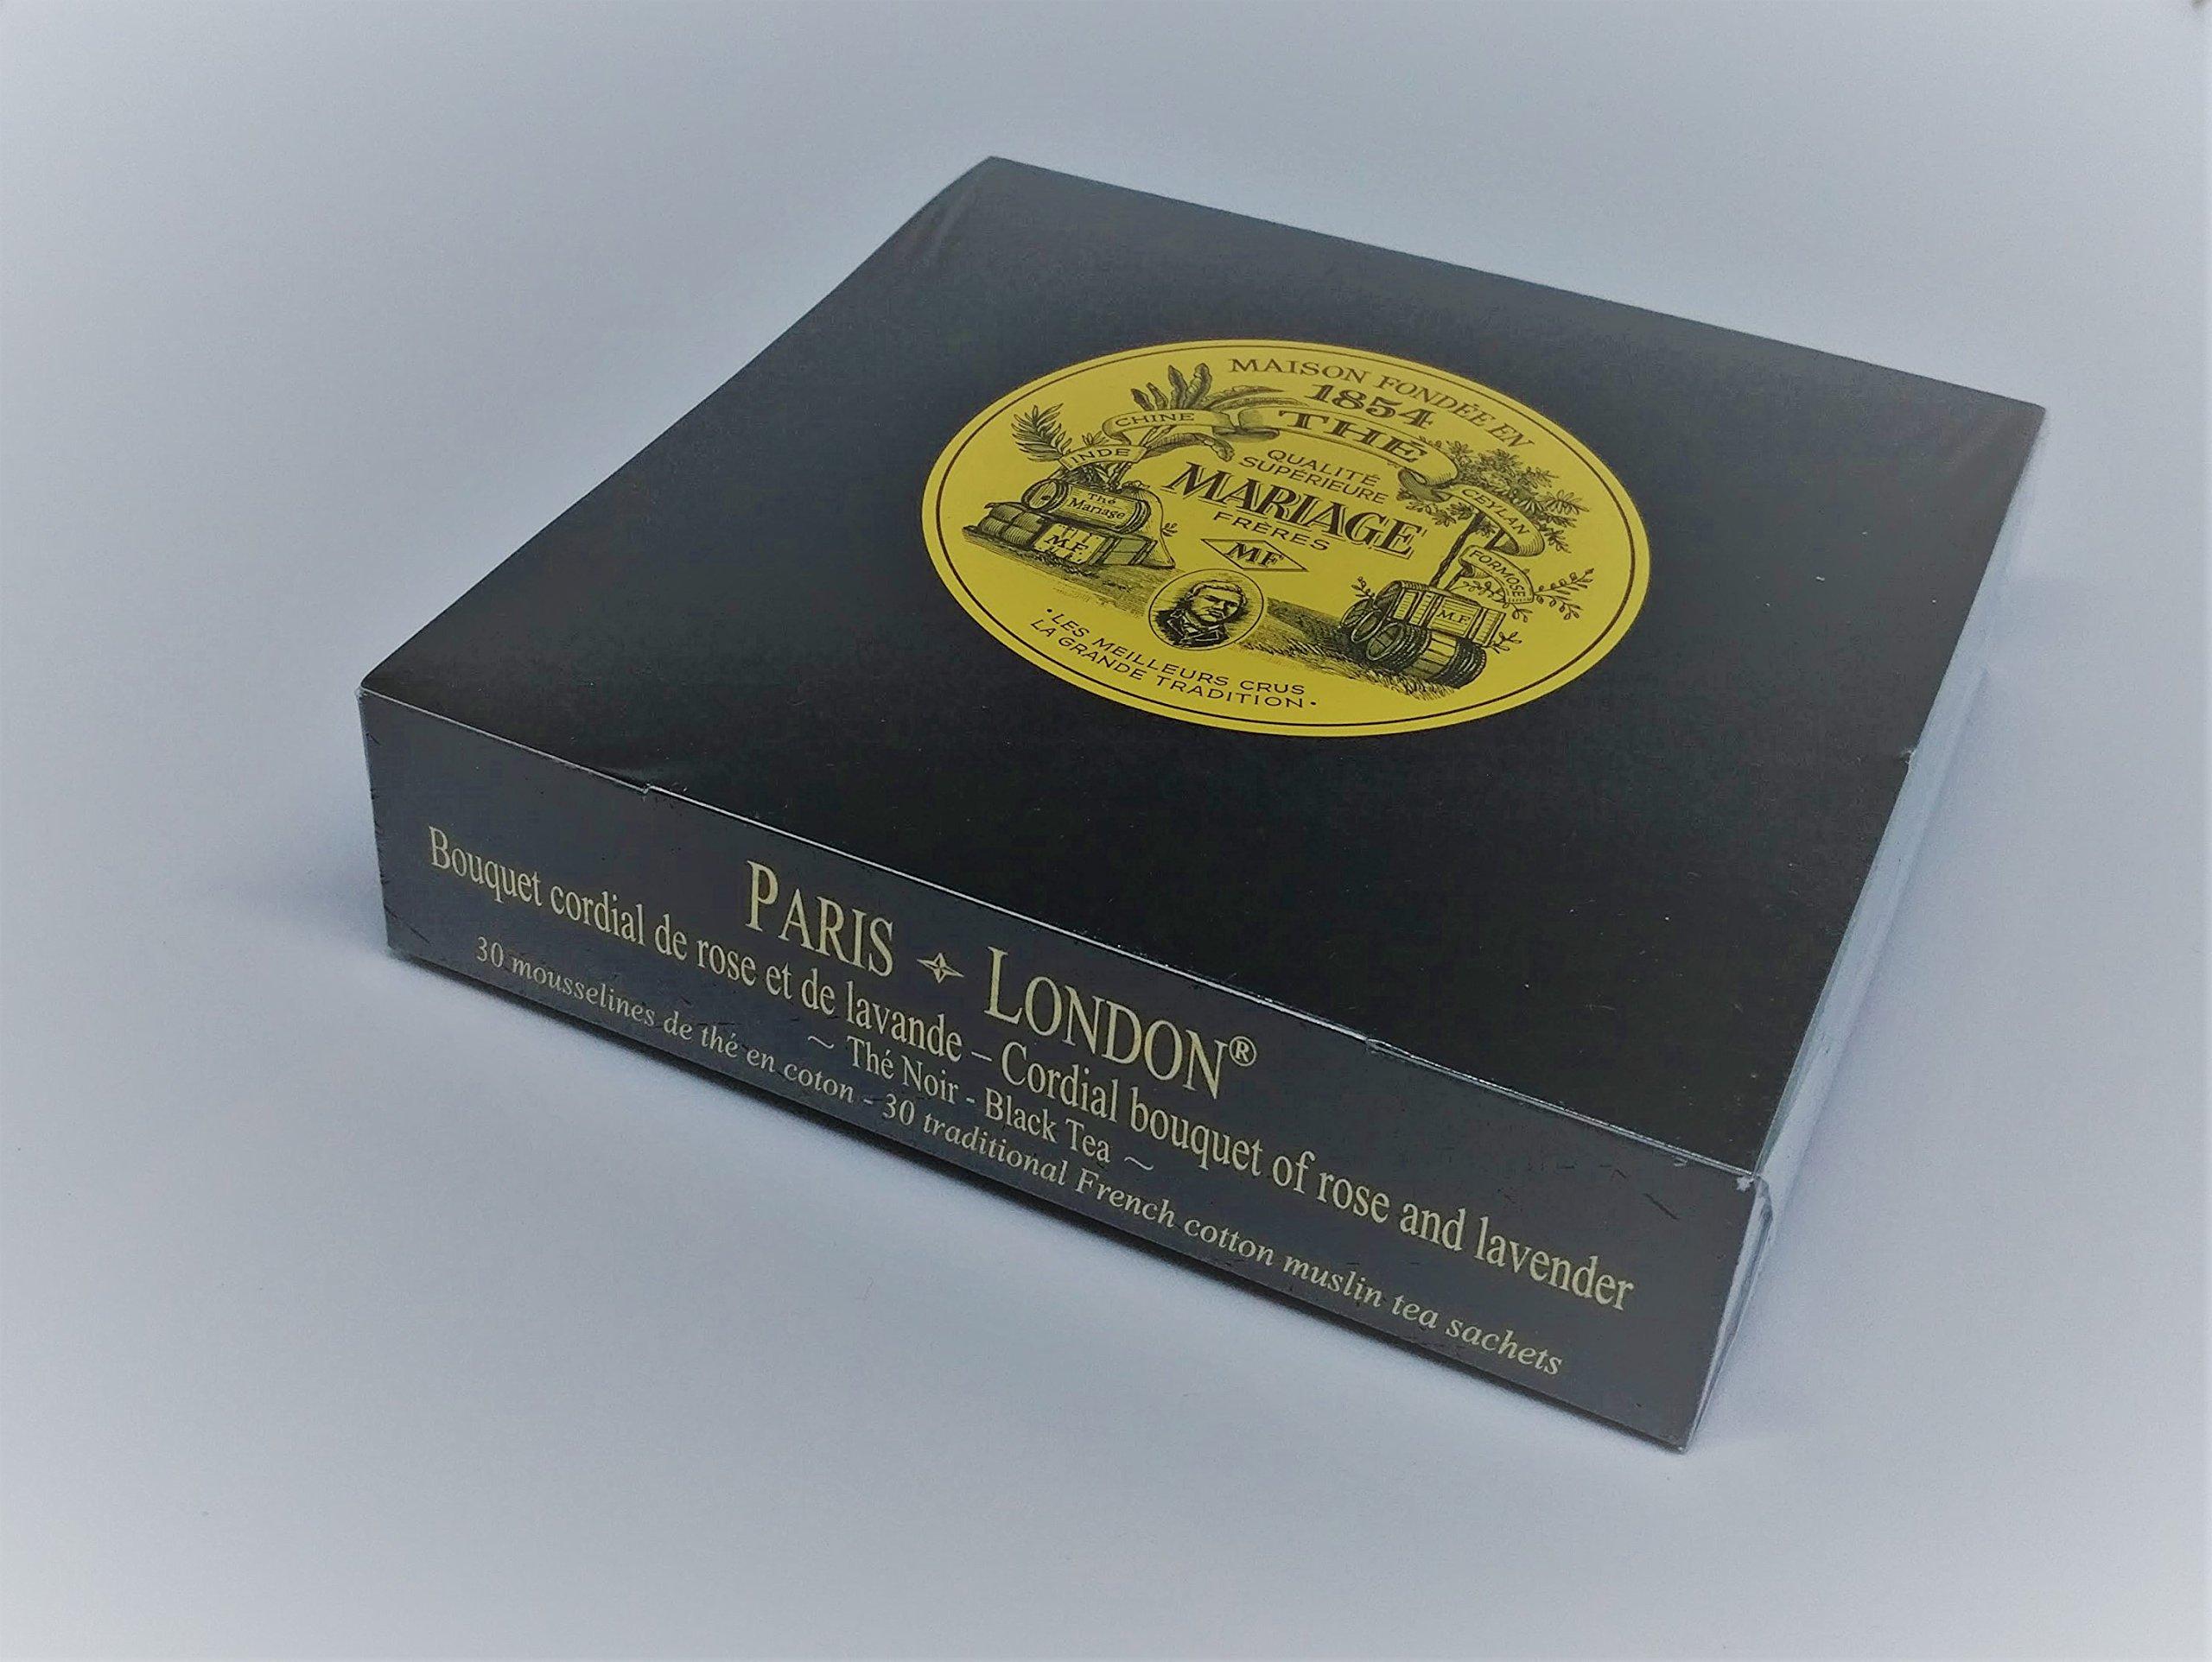 MAISON FONDÉE EN
1854
THÉ
CHINE
INDE
QUALITÉ
SUPÉRIEURE
CEYLAN
MARIAGE
FRÈRES
Thé
Mariage
FORMOSE
MF
M.F.
M.F.
•LES MEILLEURS CRUS
LA GRANDE TRADITION•
PARIS LONDON®
Bouquet cordial de rose et de lavande – Cordial bouquet of rose and lavender
~ Thé Noir - Black Tea ~
30 mousselines de thé en coton - 30 traditional French cotton muslin tea sachets